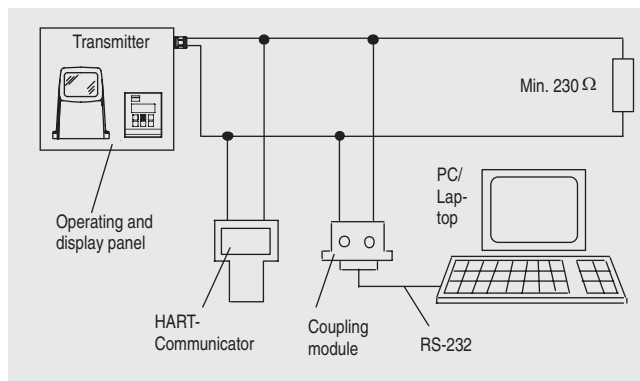 Transmitter
Min. 230 Ω
PC/
Lap-
top
Operating and
display panel
HART-
Communicator
Coupling
module
RS-232